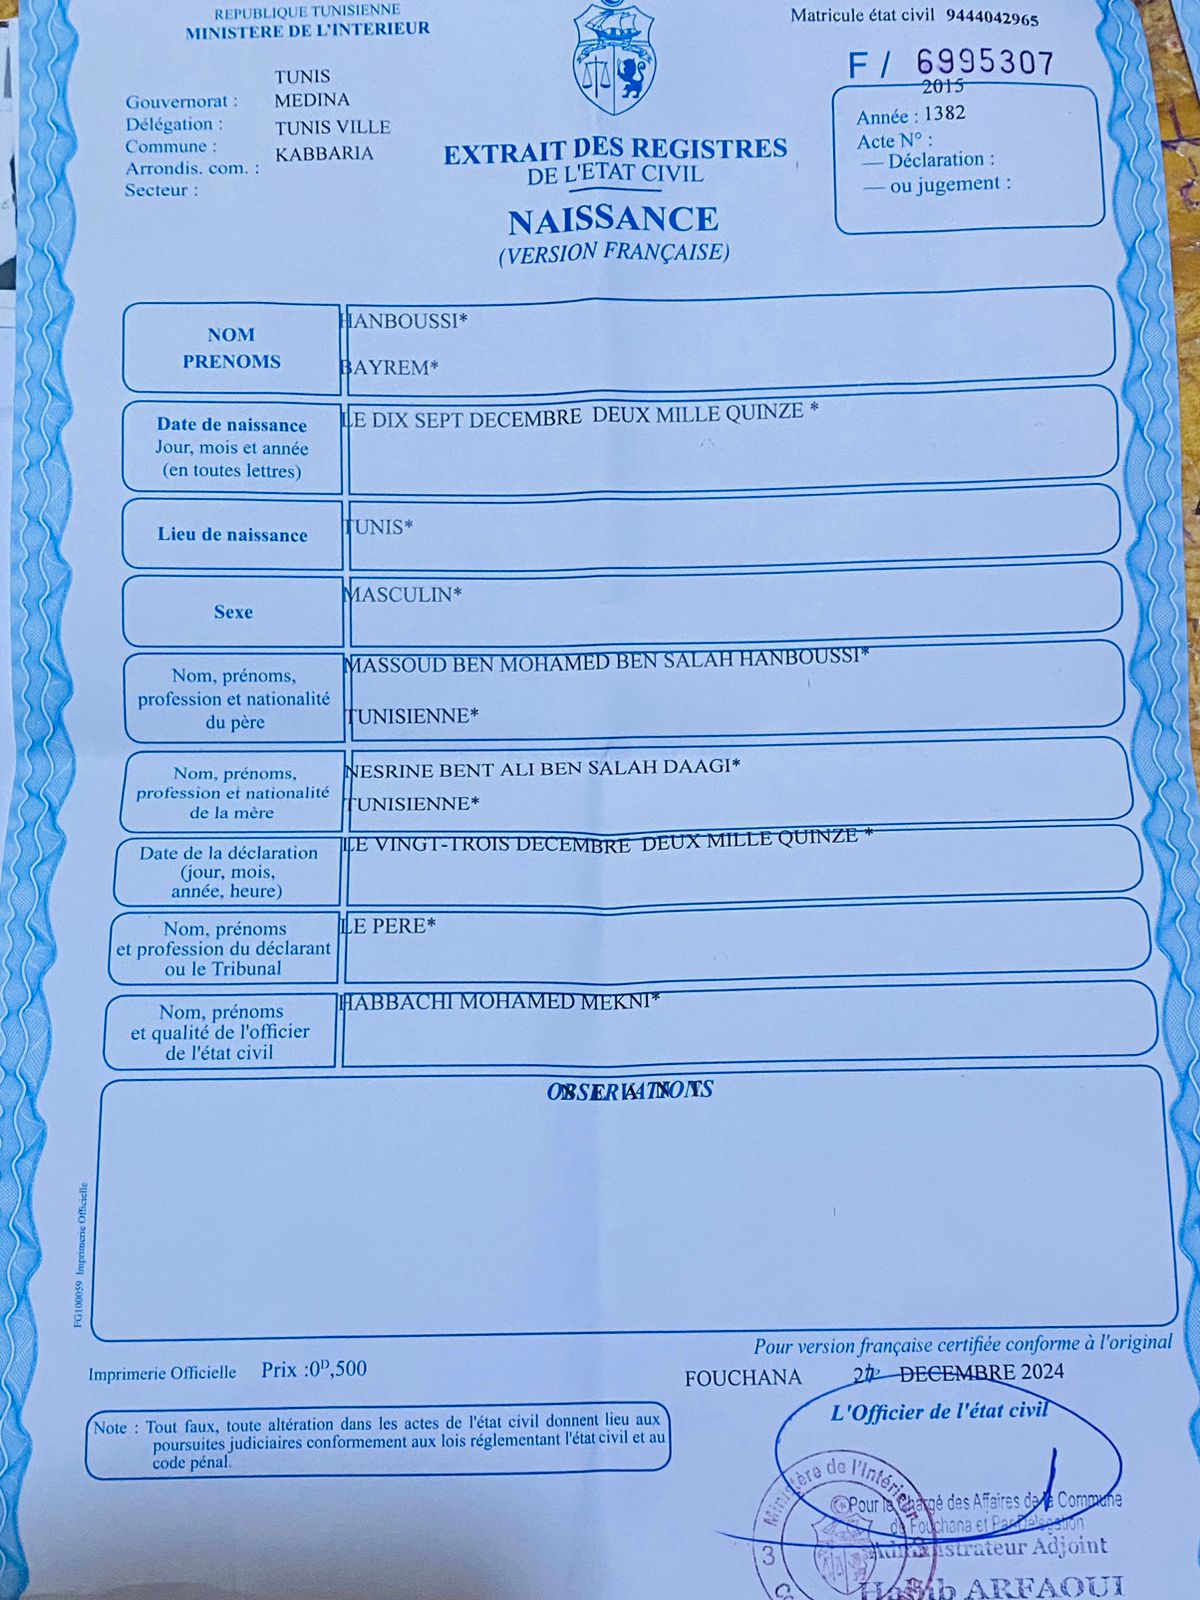 REPUBLIQUE TUNISIENNE
MINISTERE DE L'INTERIEUR
Matricule état civil 9444042965
F / 6995307
TUNIS
Gouvernorat : MEDINA
Délégation : TUNIS VILLE
Commune : KABBARIA
Arrondis. com. :
Secteur :
EXTRAIT DES REGISTRES
DE L'ETAT CIVIL
NAISSANCE
(VERSION FRANÇAISE)
2015
Année : 1382
Acte N° :
— Déclaration :
— ou jugement :
NOM
PRENOMS
HANBOUSSI*
BAYREM*
Date de naissance
Jour, mois et année
(en toutes lettres)
LE DIX SEPT DECEMBRE DEUX MILLE QUINZE *
Lieu de naissance
TUNIS*
Sexe
MASCULIN*
Nom, prénoms,
profession et nationalité
du père
MASSOUD BEN MOHAMED BEN SALAH HANBOUSSI*
TUNISIENNE*
Nom, prénoms,
profession et nationalité
de la mère
NESRINE BENT ALI BEN SALAH DAAGI*
TUNISIENNE*
Date de la déclaration
(jour, mois,
année, heure)
LE VINGT-TROIS DECEMBRE DEUX MILLE QUINZE *
Nom, prénoms
et profession du déclarant
ou le Tribunal
LE PERE*
Nom, prénoms
et qualité de l'officier
de l'état civil
HABBACHI MOHAMED MEKNI*
OBSERVATIONS
FG100059 Imprimerie Officielle
Pour version française certifiée conforme à l'original
Imprimerie Officielle Prix :0D,500
FOUCHANA DECEMBRE 2024
L'Officier de l'état civil
Note : Tout faux, toute altération dans les actes de l'état civil donnent lieu aux
poursuites judiciaires conformement aux lois réglementant l'état civil et au
code pénal.
Ministère de l'Intérieur
3
Pour le Chargé des Affaires de la Commune
de Fouchana et Par Délégation
Administrateur Adjoint
Habib ARFAOUI